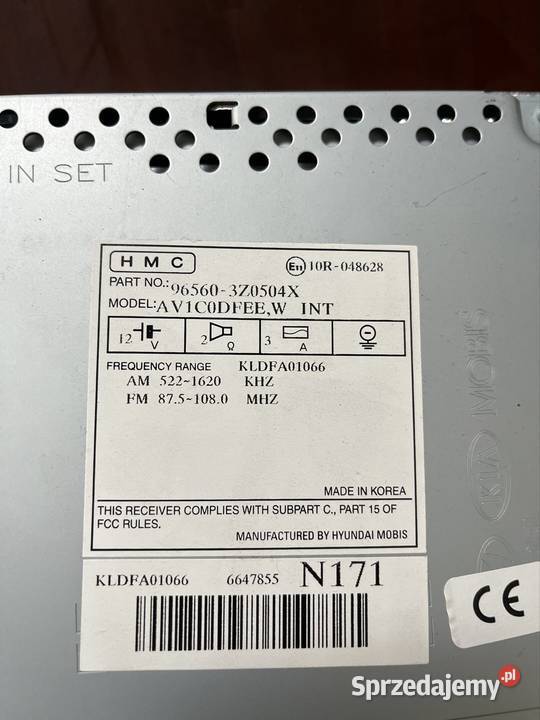 IN SET
HMC
E11 10R-048628
PART NO.: 96560-3Z0504X
MODEL: AV1C0DFEE,W INT
12 V 2 Ω 3 A
FREQUENCY RANGE KLDFA01066
AM 522~1620 KHZ
FM 87.5~108.0 MHZ
MADE IN KOREA
THIS RECEIVER COMPLIES WITH SUBPART C., PART 15 OF
FCC RULES.
MANUFACTURED BY HYUNDAI MOBIS
KLDFA01066 6647855 N171
MOBIS
KIA
CE
Sprzedajemy.pl